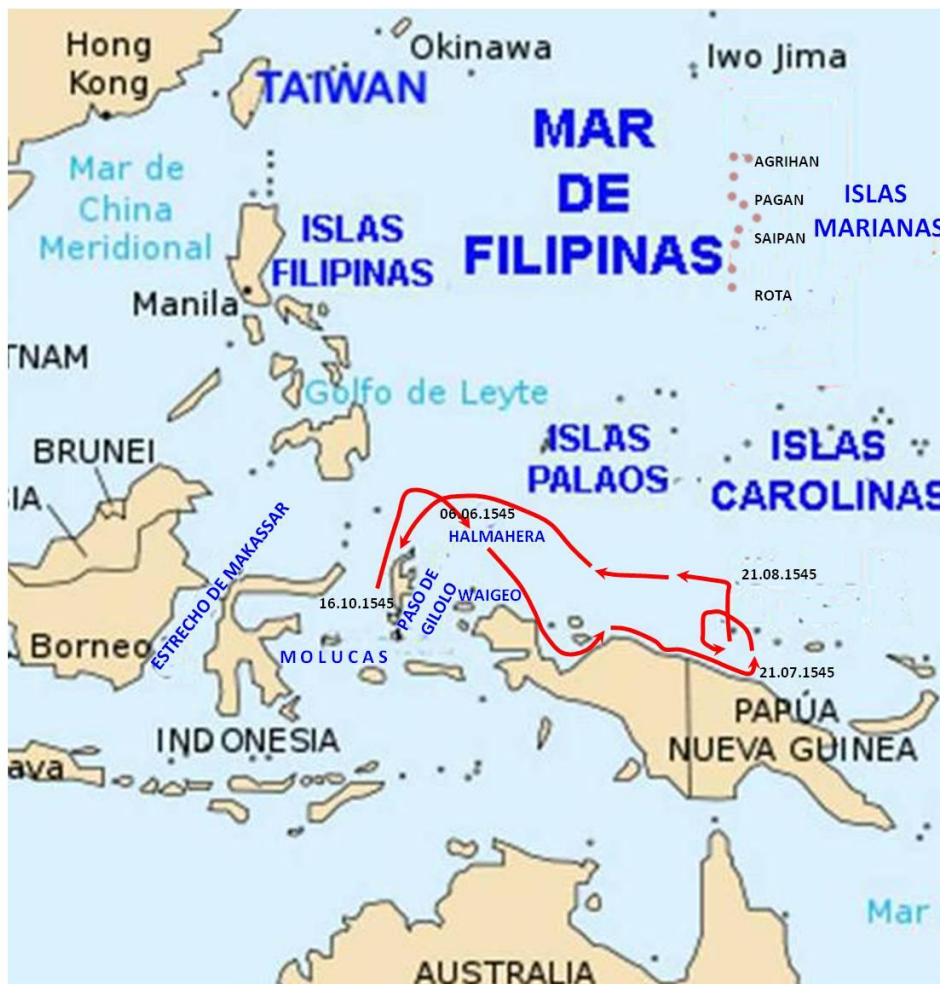 Hong
Kong
Okinawa
Iwo Jima
TAIWAN
MAR
DE
FILIPINAS
AGRIHAN
PAGAN
SAIPAN
ROTA
ISLAS
MARIANAS
Mar de
China
Meridional
ISLAS
FILIPINAS
Manila
TNAM
Golfo de Leyte
BRUNEI
SIA
ISLAS
PALAOS
ISLAS
CAROLINAS
06.06.1545
HALMAHERA
ESTRECHO DE MAKASSAR
16.10.1545
PASO DE
GILOLO
WAIGEO
21.08.1545
Borneo
MOLUCAS
21.07.1545
PAPÚA
NUEVA GUINEA
INDONESIA
ava
Mar
AUSTRALIA